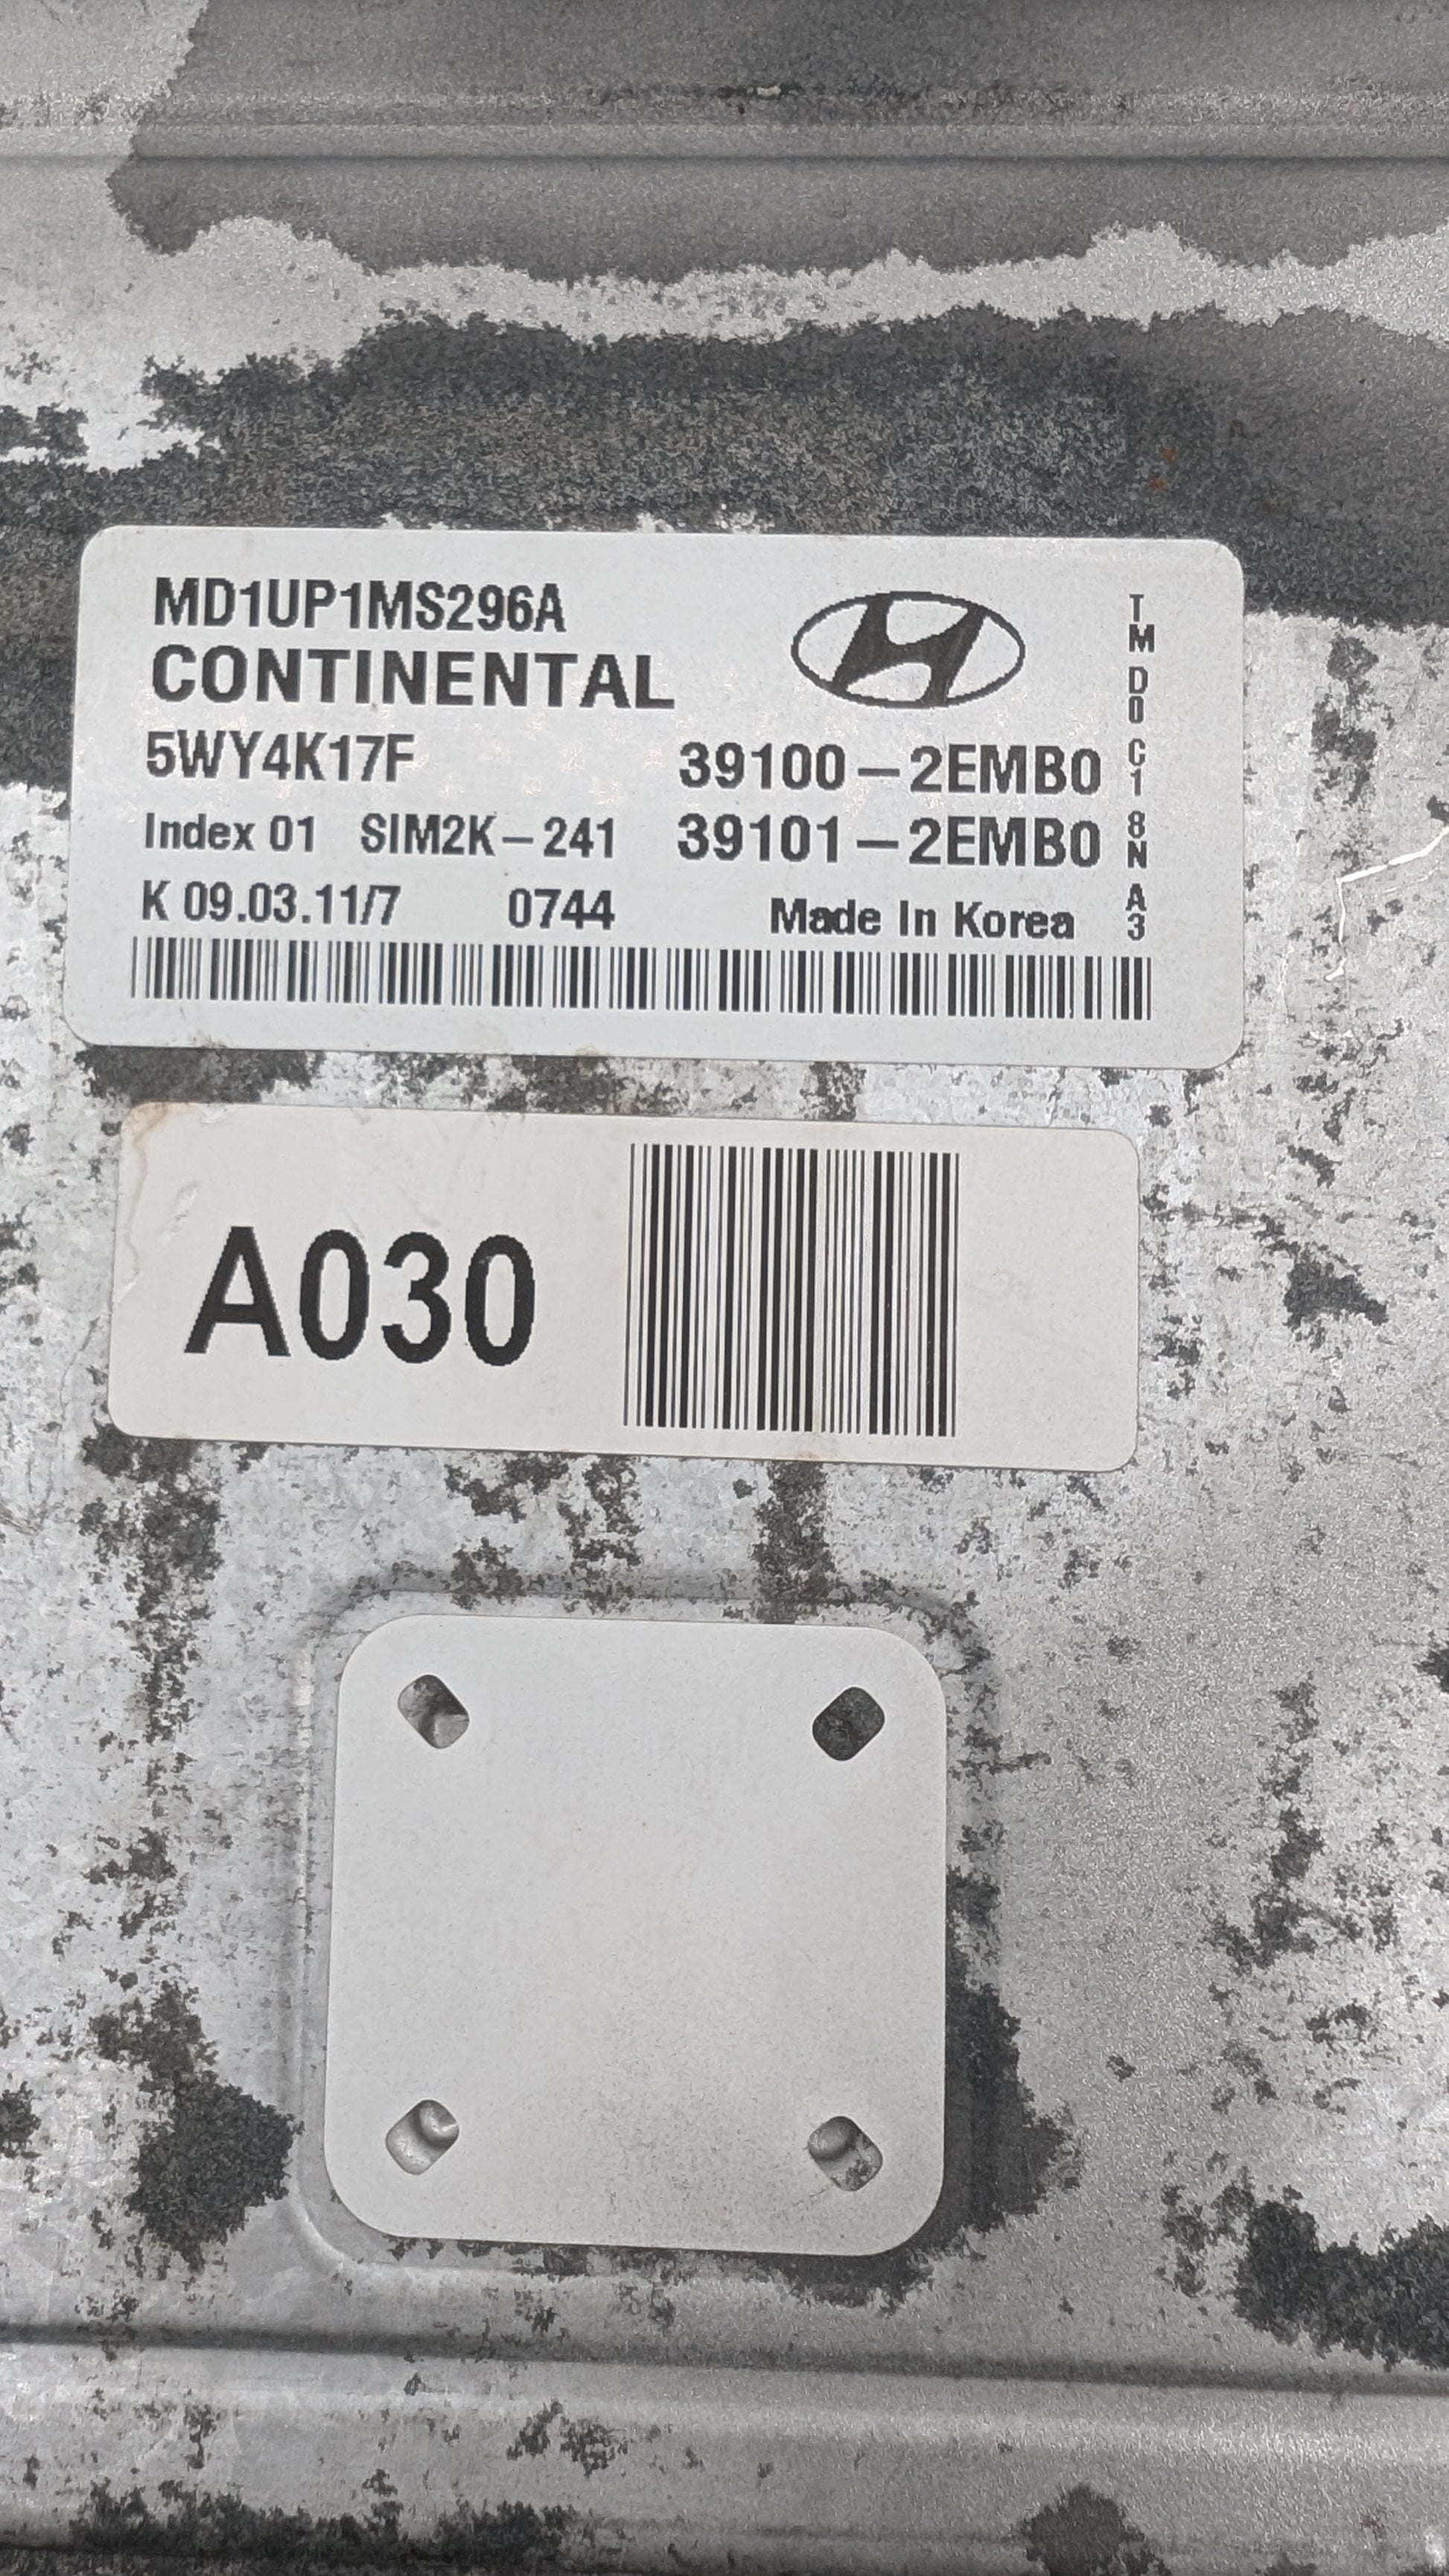 MD1UP1MS296A
CONTINENTAL
5WY4K17F 39100-2EMB0
Index 01 SIM2K-241 39101-2EMB0
K 09.03.11/7 0744 Made In Korea
TM D0 C1 8N A3
A030